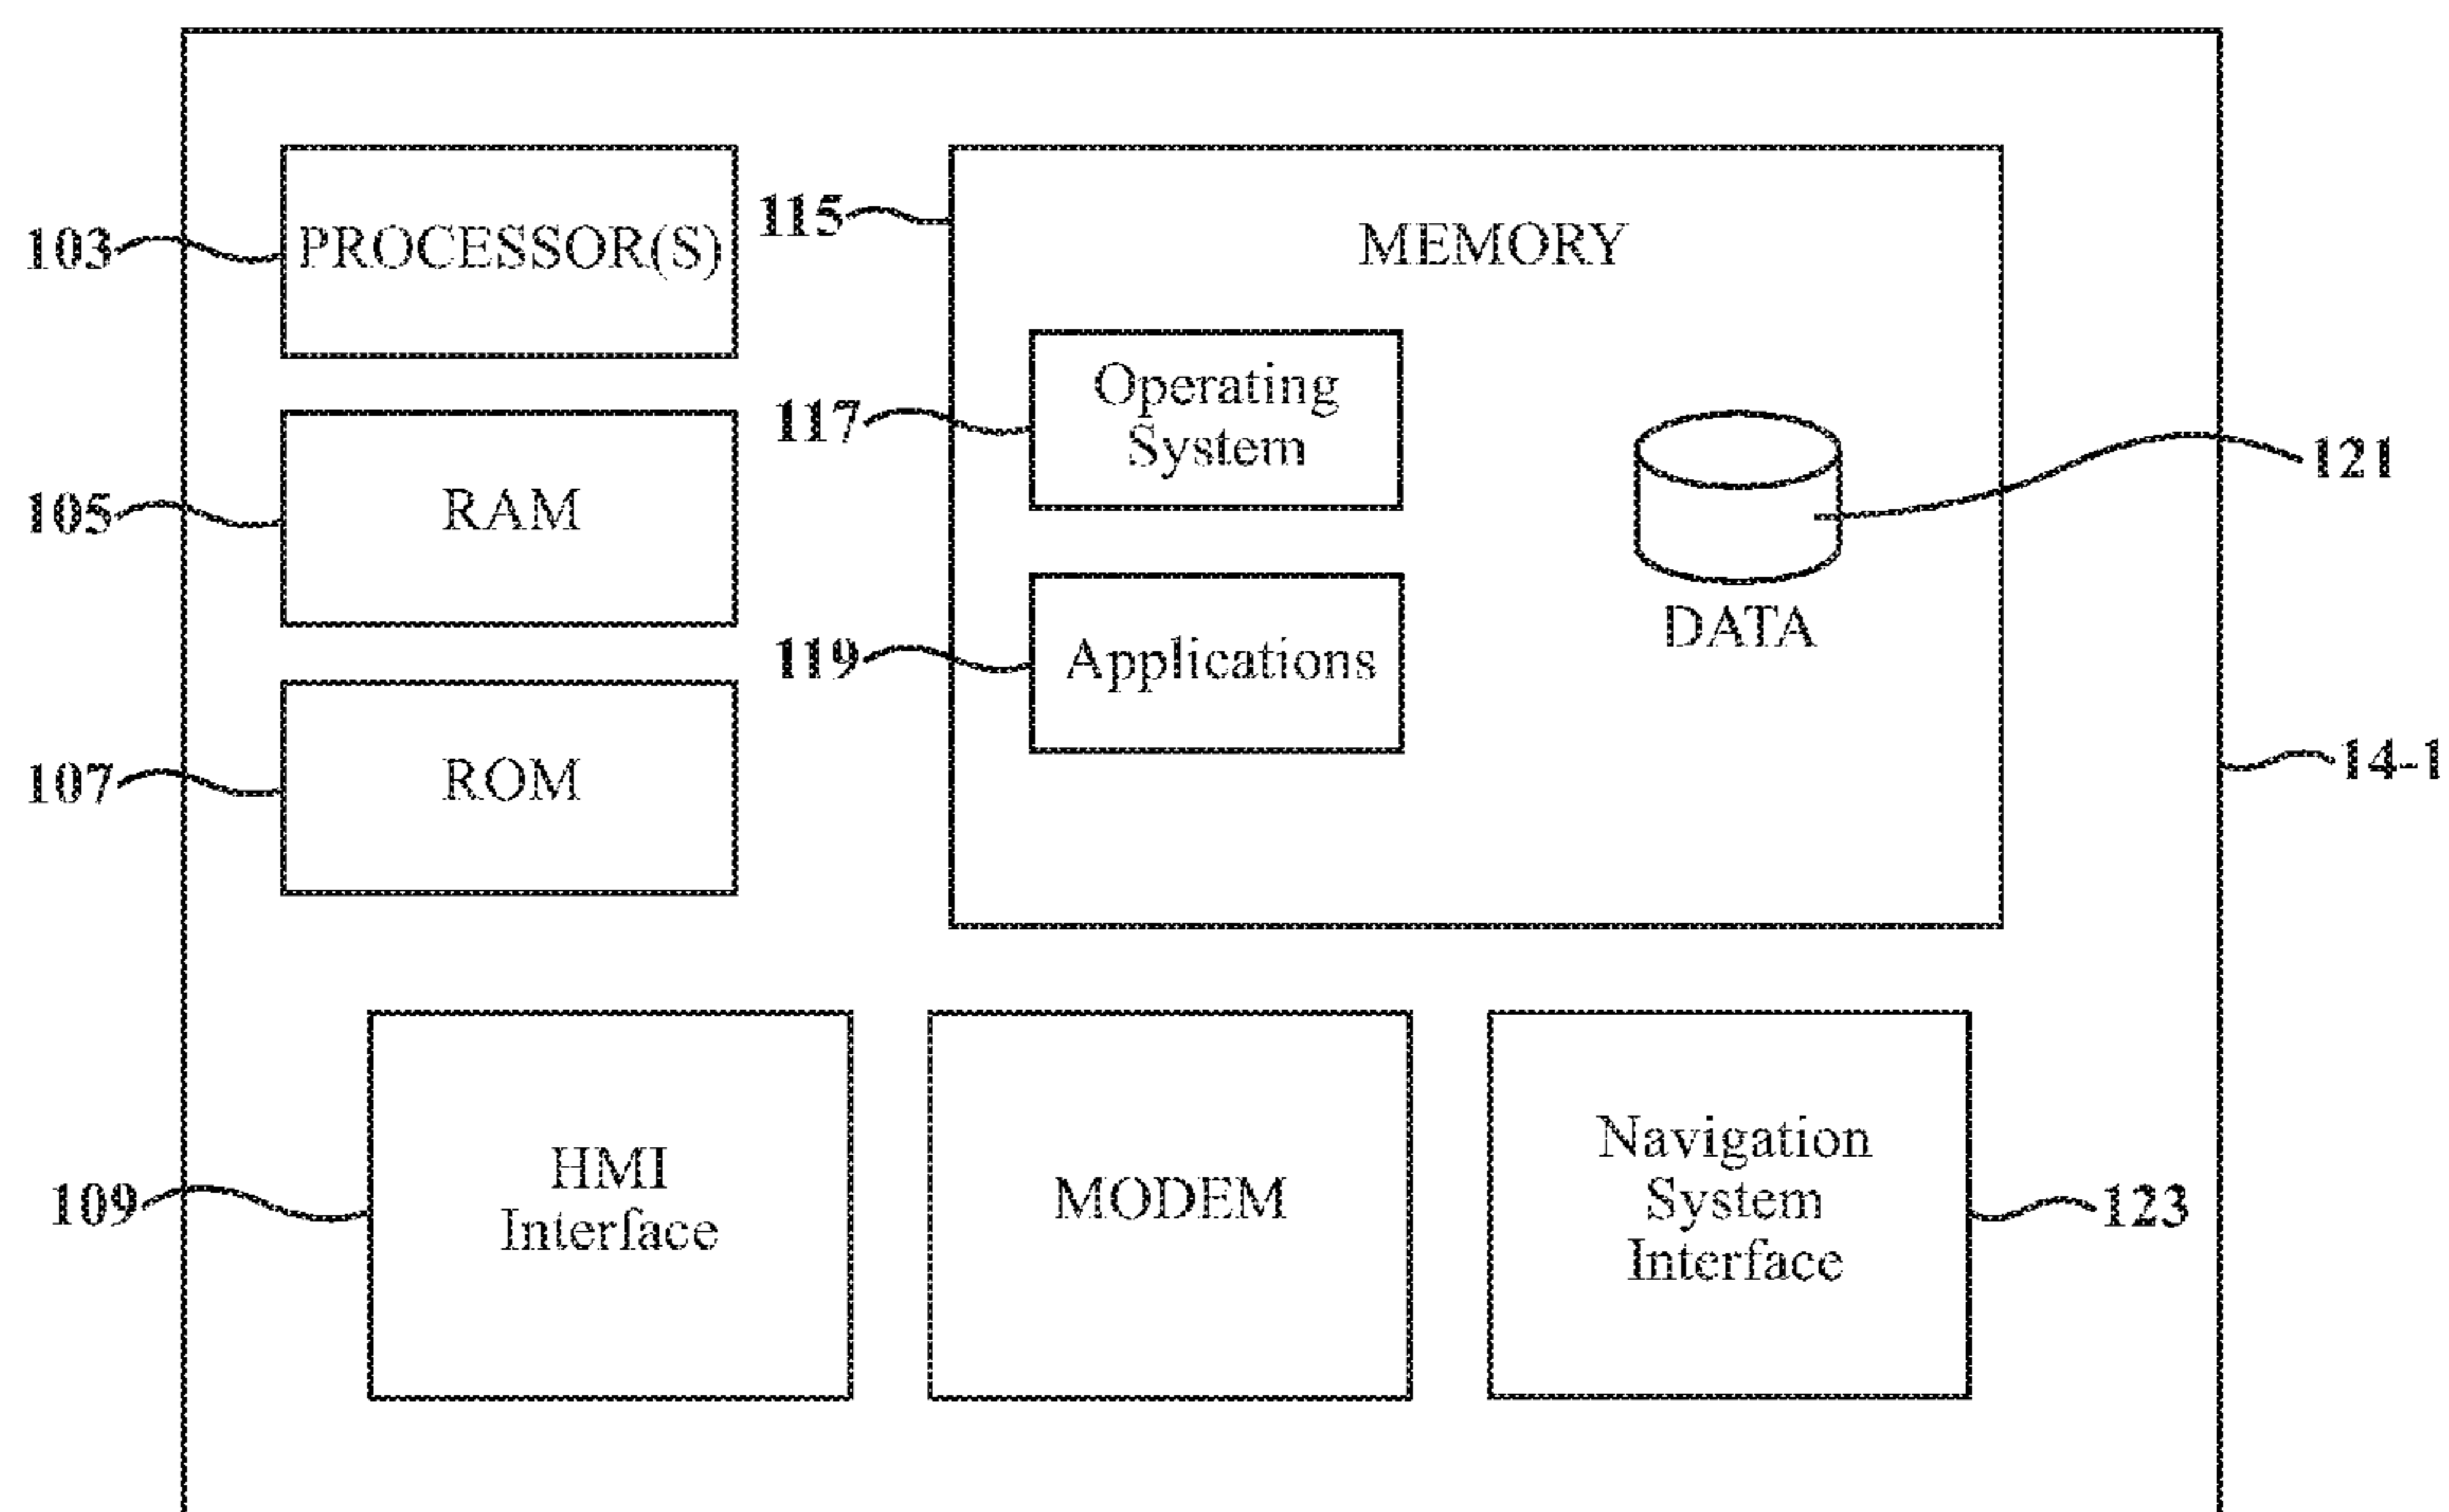 103
PROCESSOR(S)
115
MEMORY
117
Operating
System
121
105
RAM
DATA
119
Applications
107
ROM
14-1
109
HMI
Interface
MODEM
Navigation
System
Interface
123